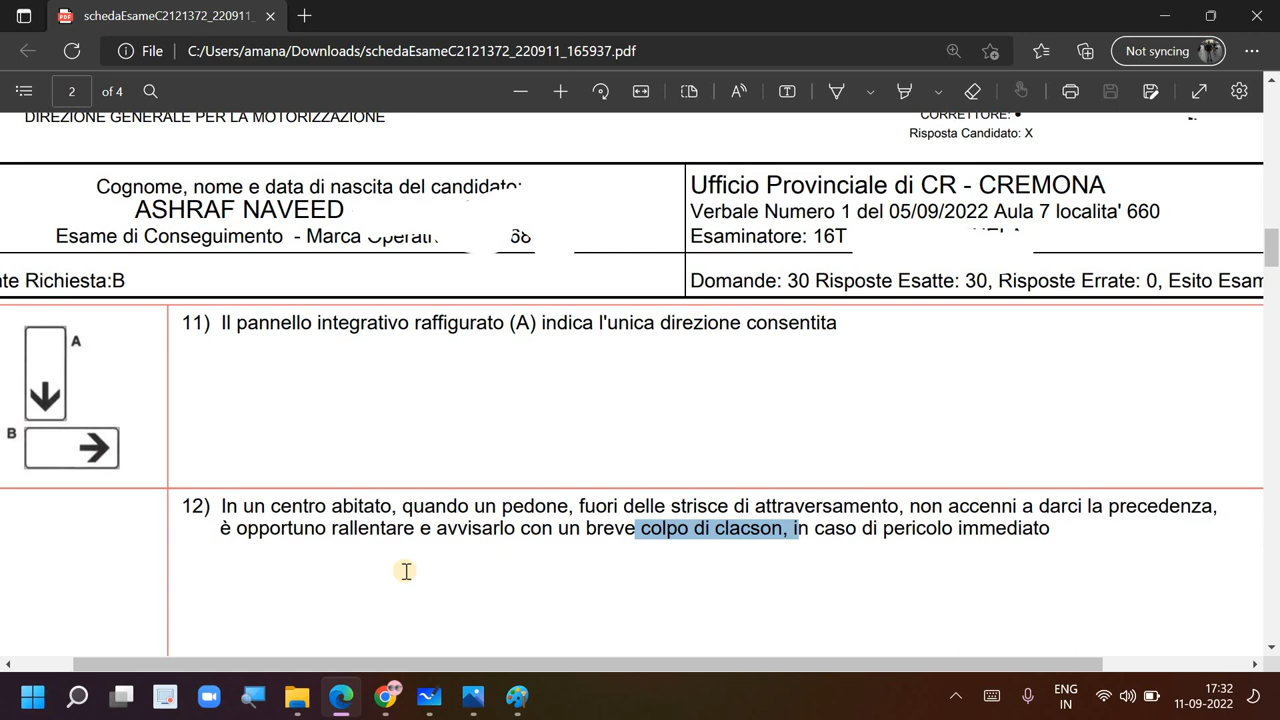 schedaEsameC2121372_220911_
File
C:/Users/amana/Downloads/schedaEsameC2121372_220911_165937.pdf
Not syncing
2 of 4
DIREZIONE GENERALE PER LA MOTORIZZAZIONE
CORRETTORE: •
Risposta Candidato: X
Cognome, nome e data di nascita del candidato:
ASHRAF NAVEED
Esame di Conseguimento - Marca
68
Ufficio Provinciale di CR - CREMONA
Verbale Numero 1 del 05/09/2022 Aula 7 localita' 660
Esaminatore: 16T
nte Richiesta:B
Domande: 30 Risposte Esatte: 30, Risposte Errate: 0, Esito Esam
A
B
11) Il pannello integrativo raffigurato (A) indica l'unica direzione consentita
12) In un centro abitato, quando un pedone, fuori delle strisce di attraversamento, non accenni a darci la precedenza,
è opportuno rallentare e avvisarlo con un breve colpo di clacson, in caso di pericolo immediato
ENG
IN
17:32
11-09-2022